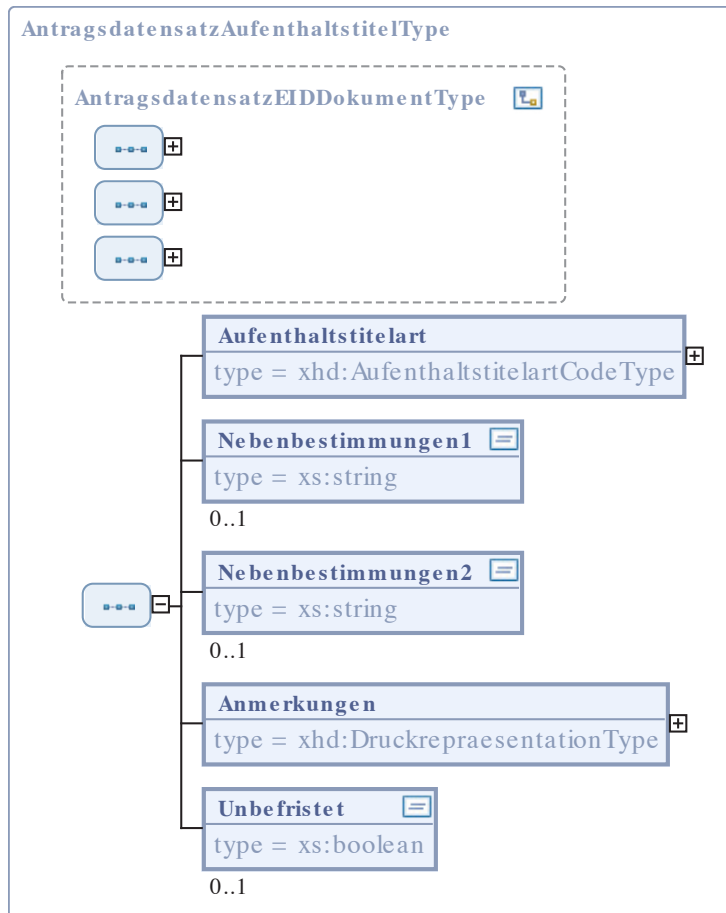 AntragsdatensatzAufenthaltstitelType
AntragsdatensatzEIDDokumentType
Aufenthaltstitelart
type = xhd:AufenthaltstitelartCodeType
Nebenbestimmungen1
type = xs:string
0..1
Nebenbestimmungen2
type = xs:string
0..1
Anmerkungen
type = xhd:DruckrepraesentationType
Unbefristet
type = xs:boolean
0..1